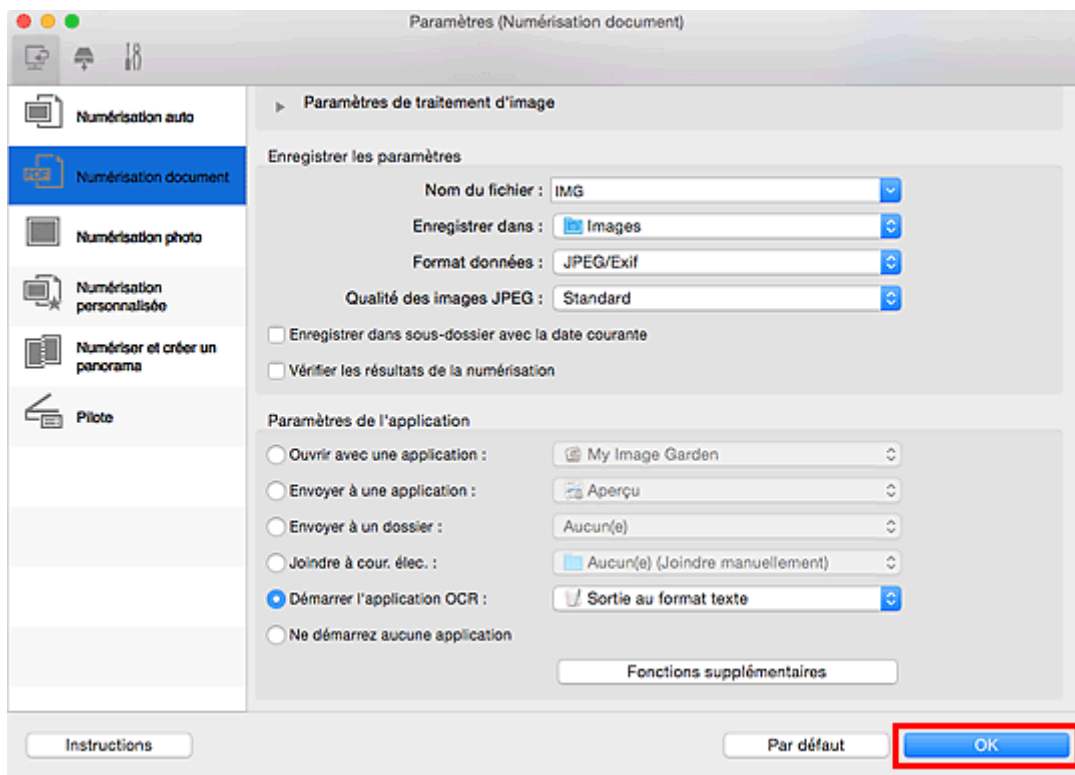 Paramètres (Numérisation document)
Numérisation auto
PDF
Numérisation document
Numérisation photo
Numérisation
personnalisée
Numériser et créer un
panorama
Pilote
Paramètres de traitement d'image
Enregistrer les paramètres
Nom du fichier : IMG
Enregistrer dans : Images
Format données : JPEG/Exif
Qualité des images JPEG : Standard
Enregistrer dans sous-dossier avec la date courante
Vérifier les résultats de la numérisation
Paramètres de l'application
Ouvrir avec une application : My Image Garden
Envoyer à une application : Aperçu
Envoyer à un dossier : Aucun(e)
Joindre à cour. élec. : Aucun(e) (Joindre manuellement)
Démarrer l'application OCR : Sortie au format texte
Ne démarrez aucune application
Fonctions supplémentaires
Instructions
Par défaut
OK